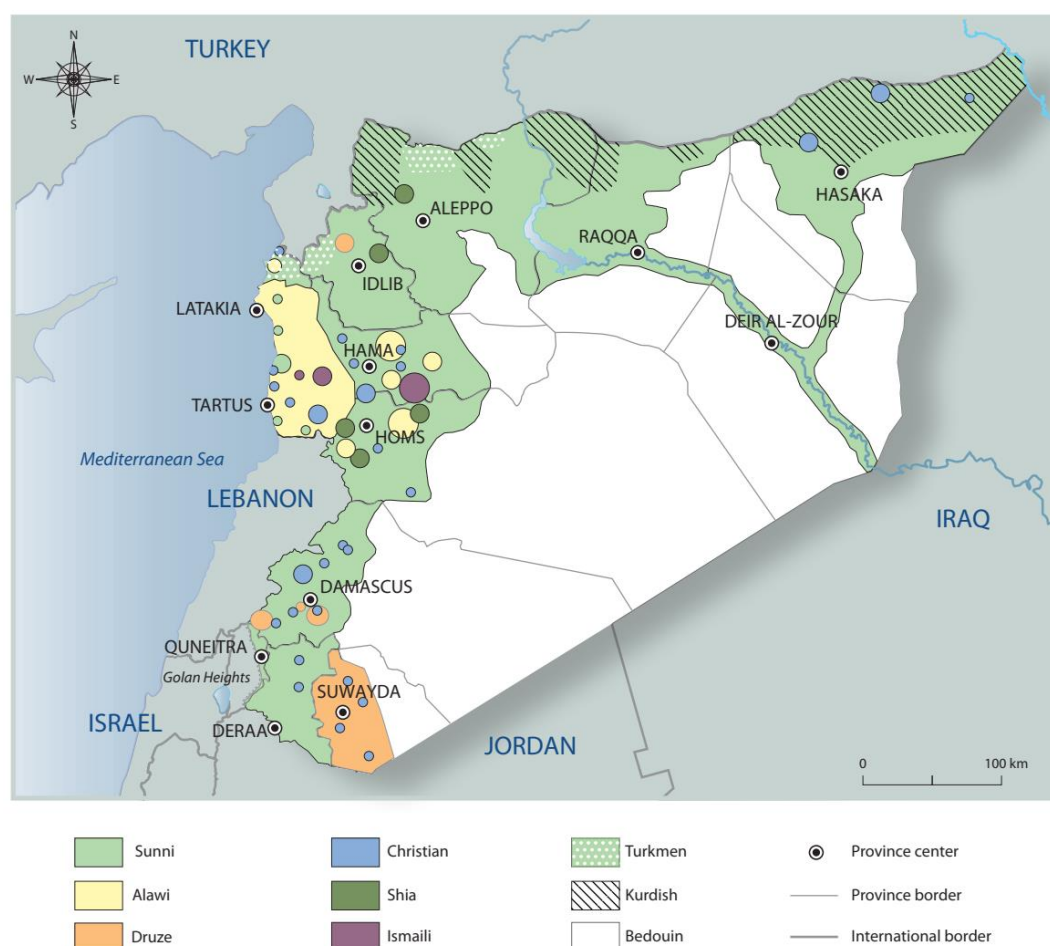 N
W
E
S
TURKEY
HASAKA
ALEPPO
RAQQA
IDLIB
LATAKIA
DEIR AL-ZOUR
HAMA
TARTUS
HOMS
Mediterranean Sea
LEBANON
IRAQ
DAMASCUS
QUNEITRA
Golan Heights
SUWAYDA
ISRAEL
DERAA
JORDAN
0 100 km
Sunni
Christian
Turkmen
Province center
Alawi
Shia
Kurdish
Province border
Druze
Ismaili
Bedouin
International border